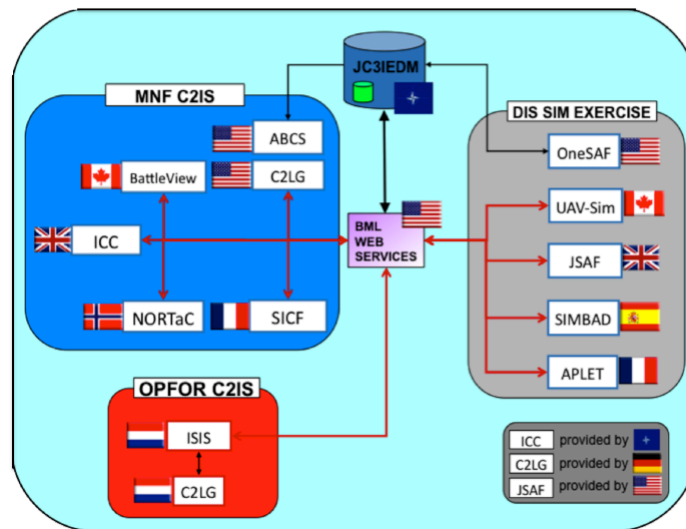 JC3IEDM
MNF C2IS
ABCS
BattleView
C2LG
ICC
NORTaC
SICF
BML
WEB
SERVICES
DIS SIM EXERCISE
OneSAF
UAV-Sim
JSAF
SIMBAD
APLET
OPFOR C2IS
ISIS
C2LG
ICC provided by
C2LG provided by
JSAF provided by